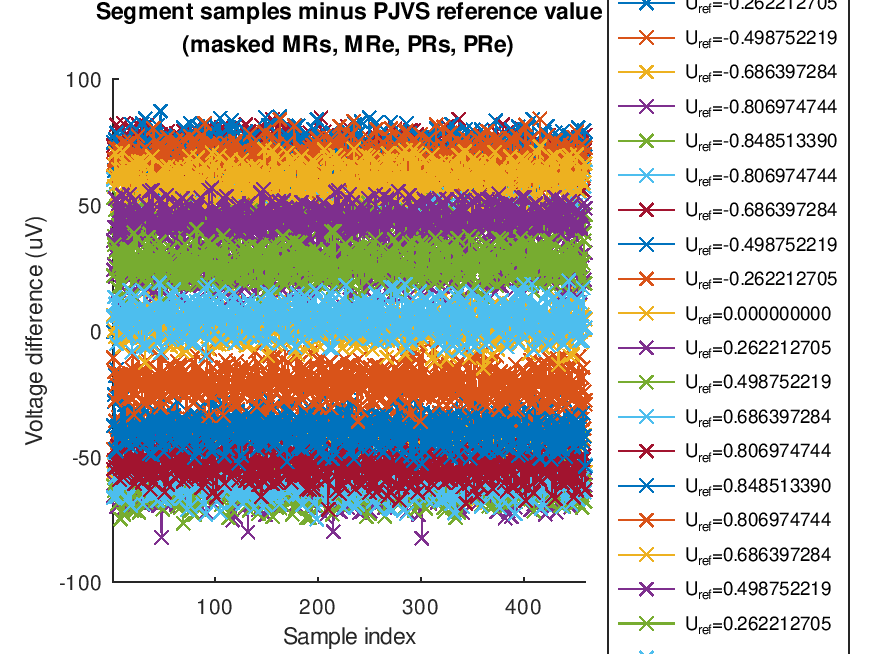 Segment samples minus PJVS reference value
(masked MRs, MRe, PRs, PRe)
Voltage difference (uV)
100
50
0
-50
-100
100
200
300
400
Sample index
Uref=-0.262212705
Uref=-0.498752219
Uref=-0.686397284
Uref=-0.806974744
Uref=-0.848513390
Uref=-0.806974744
Uref=-0.686397284
Uref=-0.498752219
Uref=-0.262212705
Uref=0.000000000
Uref=0.262212705
Uref=0.498752219
Uref=0.686397284
Uref=0.806974744
Uref=0.848513390
Uref=0.806974744
Uref=0.686397284
Uref=0.498752219
Uref=0.262212705